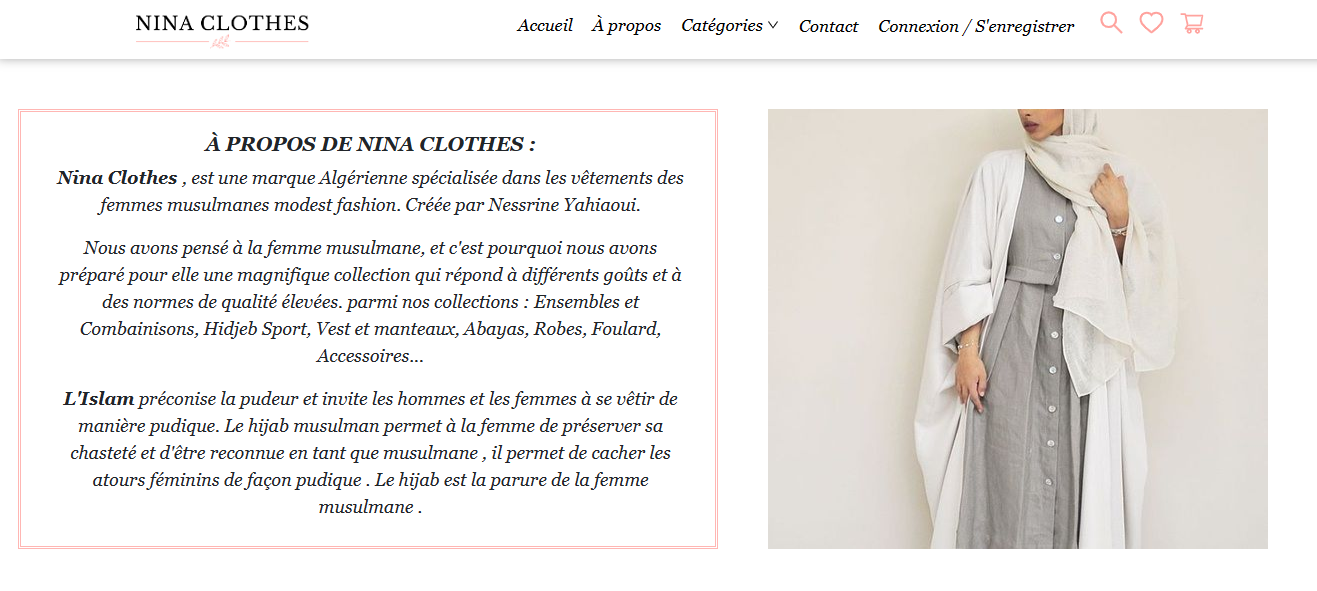 NINA CLOTHES
Accueil À propos Catégories Contact Connexion / S'enregistrer
À PROPOS DE NINA CLOTHES :
Nina Clothes , est une marque Algérienne spécialisée dans les vêtements des
femmes musulmanes modest fashion. Créée par Nessrine Yahiaoui.
Nous avons pensé à la femme musulmane, et c'est pourquoi nous avons
préparé pour elle une magnifique collection qui répond à différents goûts et à
des normes de qualité élevées. parmi nos collections : Ensembles et
Combainisons, Hidjeb Sport, Vest et manteaux, Abayas, Robes, Foulard,
Accessoires...
L'Islam préconise la pudeur et invite les hommes et les femmes à se vêtir de
manière pudique. Le hijab musulman permet à la femme de préserver sa
chasteté et d'être reconnue en tant que musulmane , il permet de cacher les
atours féminins de façon pudique . Le hijab est la parure de la femme
musulmane .